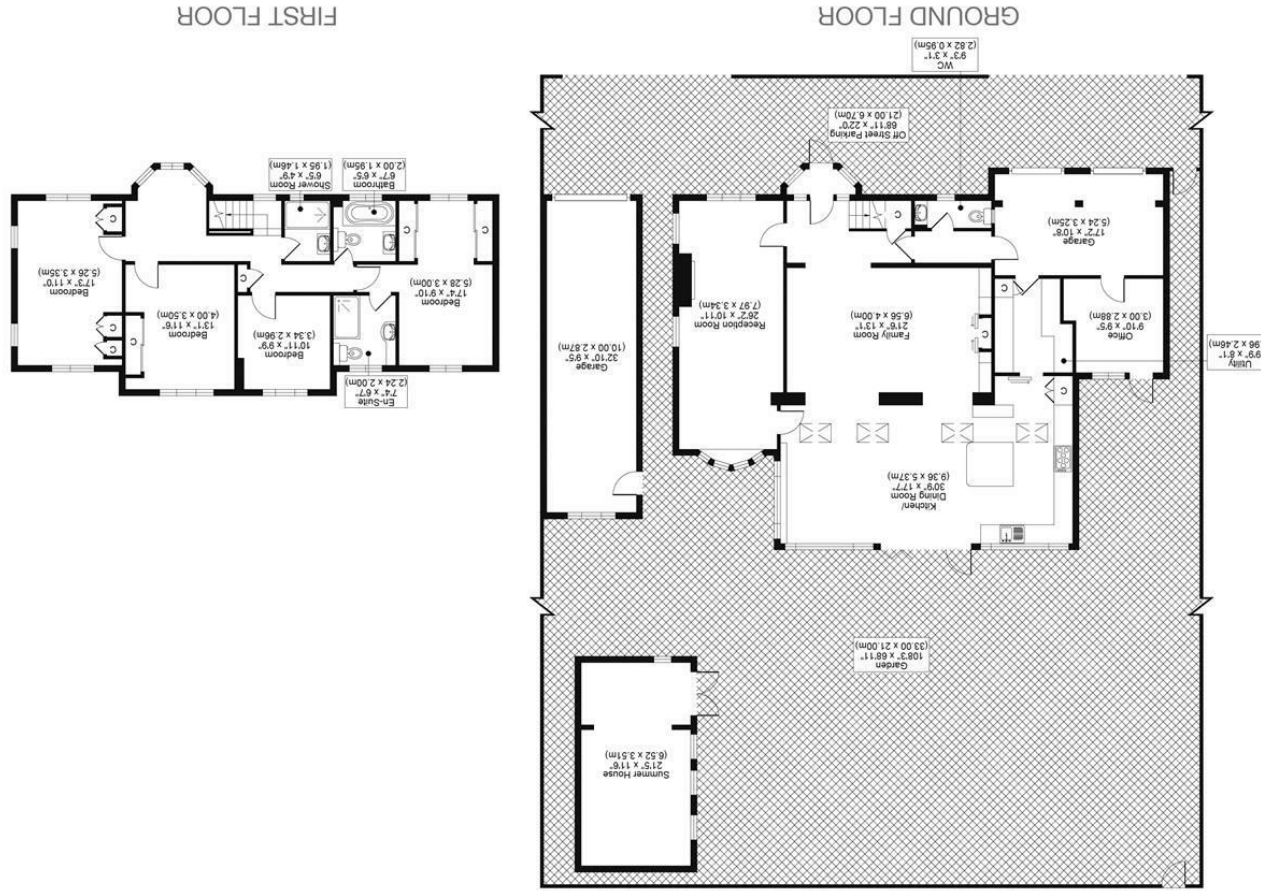 GROUND FLOOR
WC
9'3" x 3'1"
(2.82 x 0.95m)
Off Street Parking
68'11" x 22'0"
(21.00 x 6.70m)
Garage
17'2" x 10'8"
(5.24 x 3.25m)
Office
9'10" x 9'5"
(3.00 x 2.88m)
Utility
9'9" x 8'1"
(2.96 x 2.46m)
Family Room
21'6" x 13'1"
(6.56 x 4.00m)
Reception Room
26'2" x 10'11"
(7.97 x 3.34m)
Garage
32'10" x 9'5"
(10.00 x 2.87m)
C
C
C
C
Kitchen/
Dining Room
30'9" x 17'7"
(9.36 x 5.37m)
Garden
108'3" x 68'11"
(33.00 x 21.00m)
Summer House
21'5" x 11'6"
(6.52 x 3.51m)
FIRST FLOOR
Bathroom
6'7" x 6'5"
(2.00 x 1.95m)
Shower Room
6'5" x 4'9"
(1.95 x 1.46m)
Bedroom
17'4" x 9'10"
(5.28 x 3.00m)
Bedroom
10'11" x 9'9"
(3.34 x 2.96m)
Bedroom
13'1" x 11'6"
(4.00 x 3.50m)
Bedroom
17'3" x 11'0"
(5.26 x 3.35m)
En-Suite
7'4" x 6'7"
(2.24 x 2.00m)
C
C
C
C
C
C
C